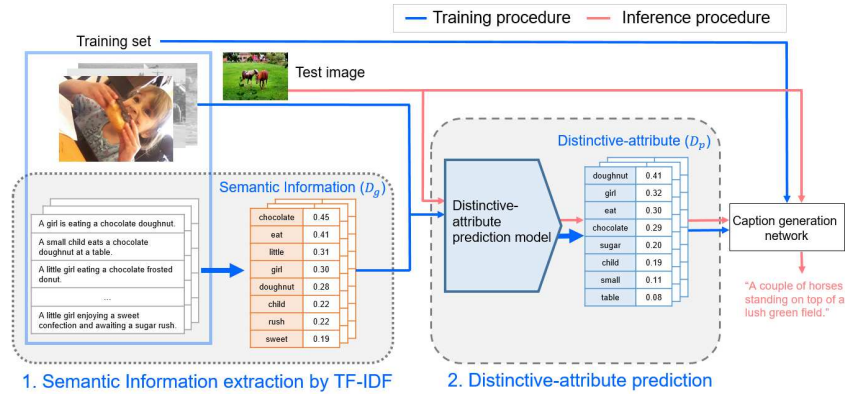 Training procedure
Inference procedure
Training set
Test image
Semantic Information (D_g)
A girl is eating a chocolate doughnut.
A small child eats a chocolate
doughnut at a table.
A little girl eating a chocolate frosted
donut.
...
A little girl enjoying a sweet
confection and awaiting a sugar rush.
chocolate 0.45
eat 0.41
little 0.31
girl 0.30
doughnut 0.28
child 0.22
rush 0.22
sweet 0.19
1. Semantic Information extraction by TF-IDF
Distinctive-attribute (D_p)
Distinctive-
attribute
prediction model
doughnut 0.41
girl 0.32
eat 0.30
chocolate 0.29
sugar 0.20
child 0.19
small 0.11
table 0.08
2. Distinctive-attribute prediction
Caption generation
network
“A couple of horses
standing on top of a
lush green field.”